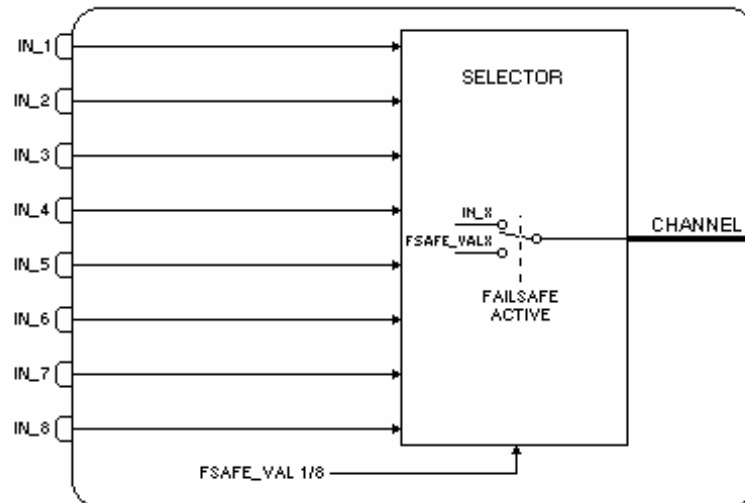 IN_1
SELECTOR
IN_2
IN_3
IN_4
IN_X
CHANNEL
FSAFE_VALX
IN_5
FAILSAFE
ACTIVE
IN_6
IN_7
IN_8
FSAFE_VAL 1/8